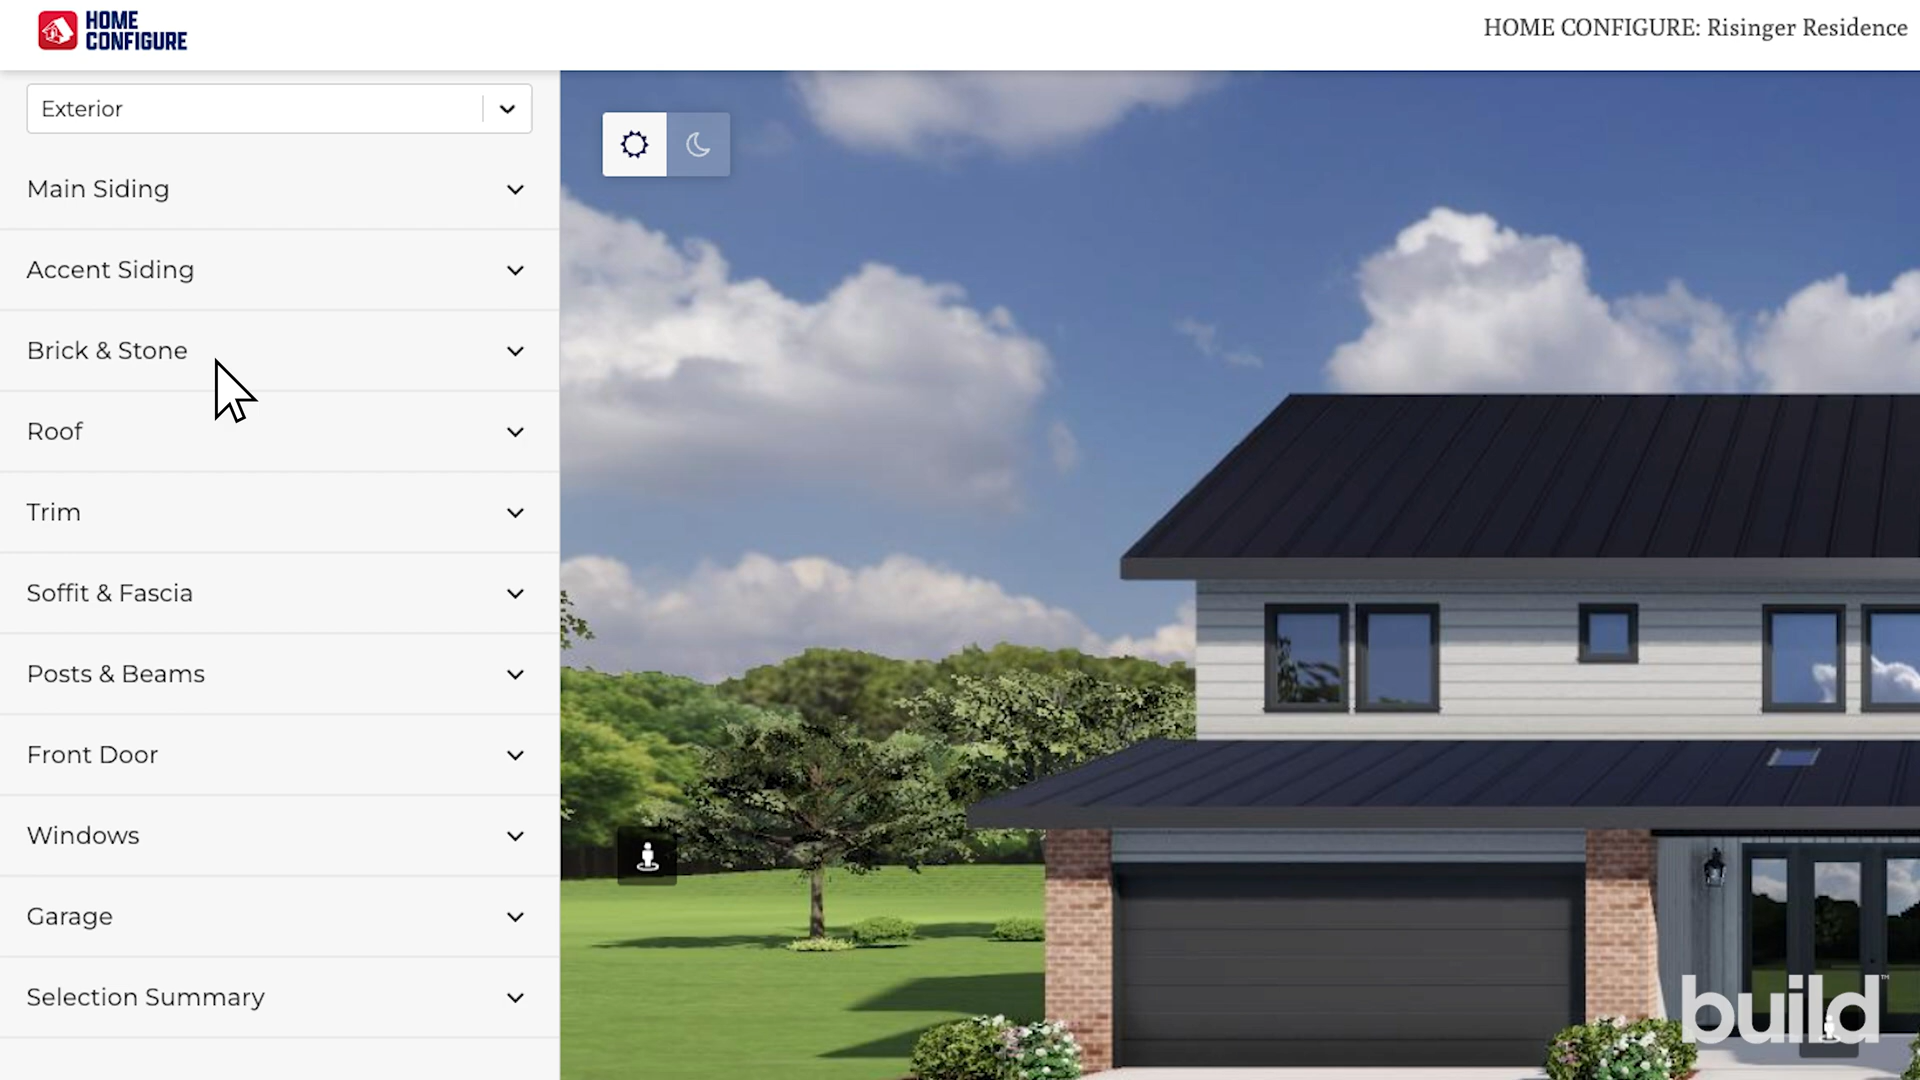 HOME
CONFIGURE
HOME CONFIGURE: Risinger Residence
Exterior
Main Siding
Accent Siding
Brick & Stone
Roof
Trim
Soffit & Fascia
Posts & Beams
Front Door
Windows
Garage
Selection Summary
build™